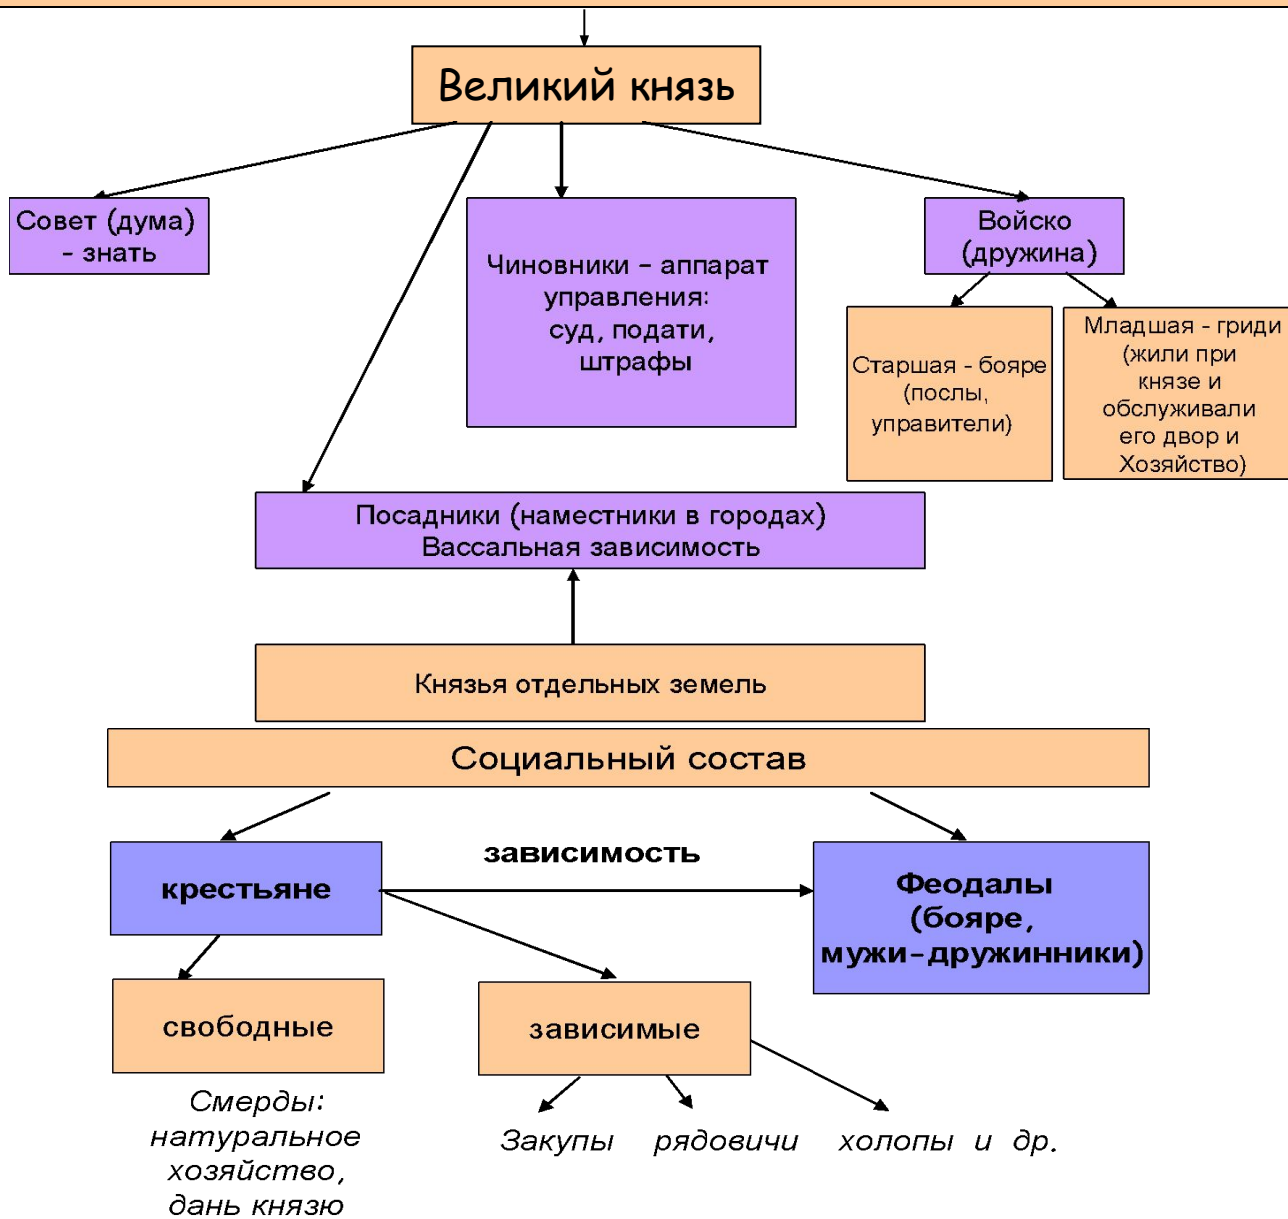 Великий князь
Совет (дума)
- знать
Чиновники – аппарат
управления:
суд, подати,
штрафы
Войско
(дружина)
Старшая - бояре
(послы,
управители)
Младшая - гриди
(жили при
князе и
обслуживали
его двор и
Хозяйство)
Посадники (наместники в городах)
Вассальная зависимость
Князья отдельных земель
Социальный состав
крестьяне
зависимость
Феодалы
(бояре,
мужи-дружинники)
свободные
зависимые
Смерды:
натуральное
хозяйство,
дань князю
Закупы рядовичи холопы и др.